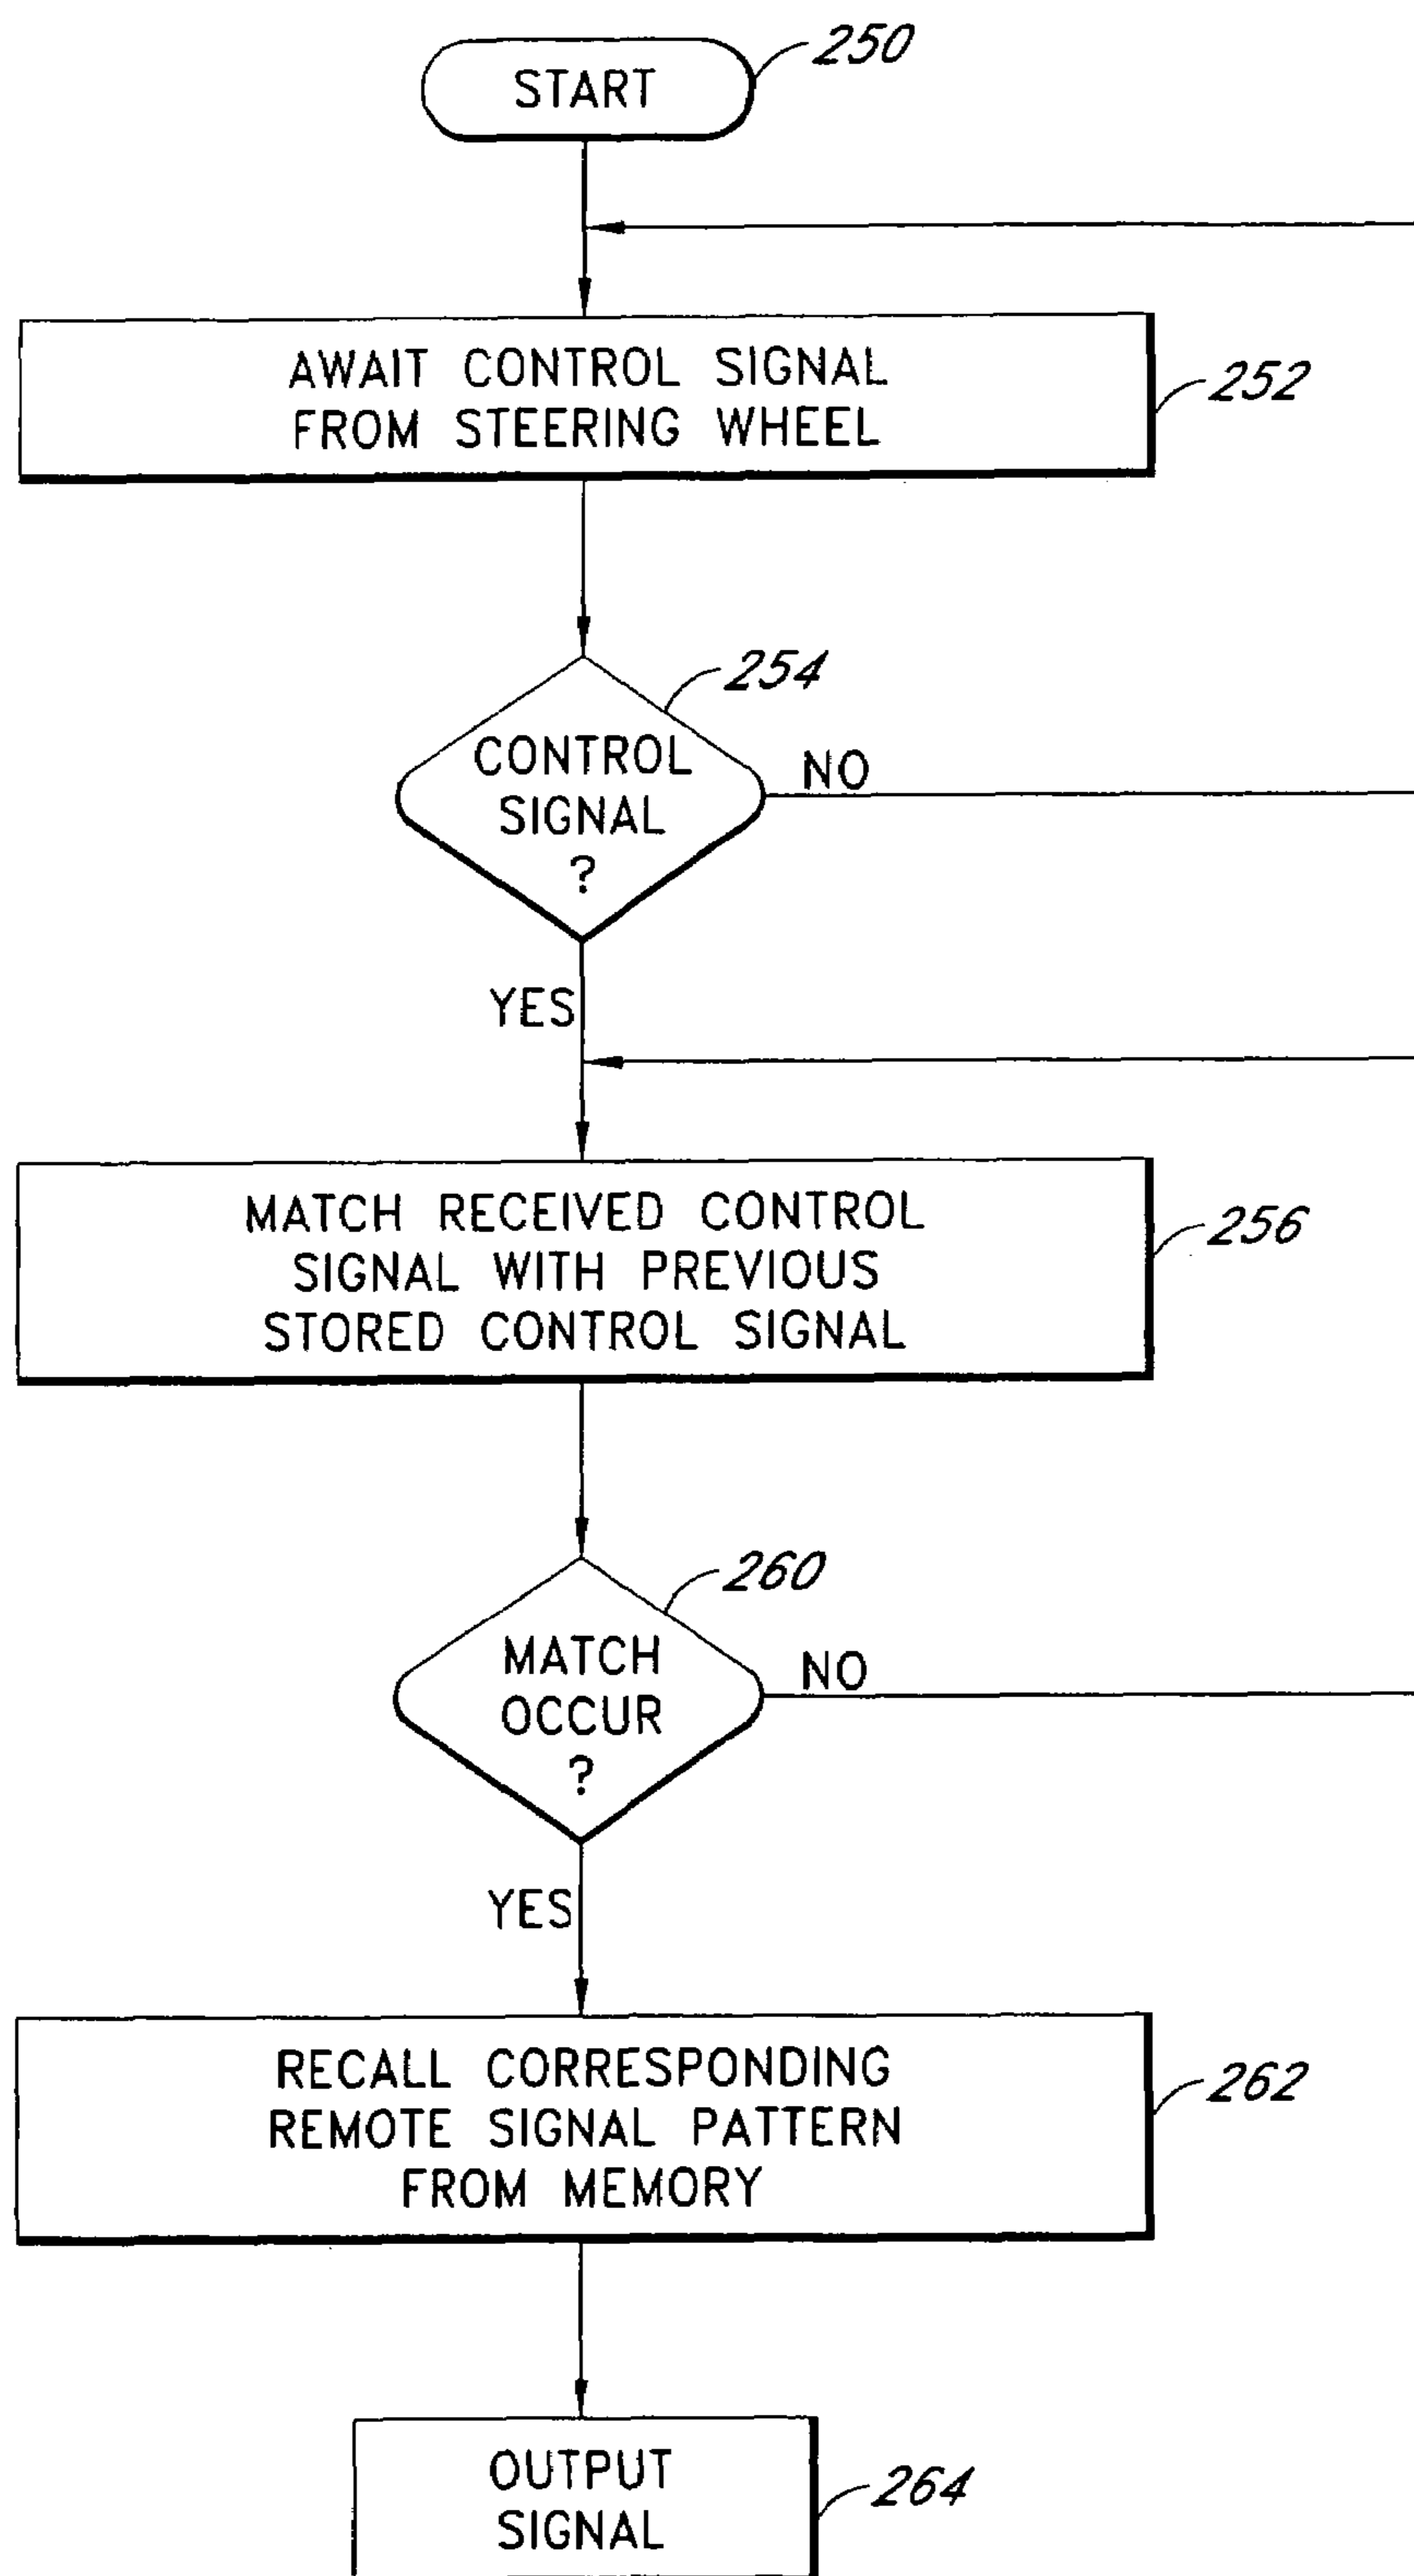 START
250
AWAIT CONTROL SIGNAL
FROM STEERING WHEEL
252
254
CONTROL
SIGNAL
?
NO
YES
MATCH RECEIVED CONTROL
SIGNAL WITH PREVIOUS
STORED CONTROL SIGNAL
256
260
MATCH
OCCUR
?
NO
YES
RECALL CORRESPONDING
REMOTE SIGNAL PATTERN
FROM MEMORY
262
OUTPUT
SIGNAL
264